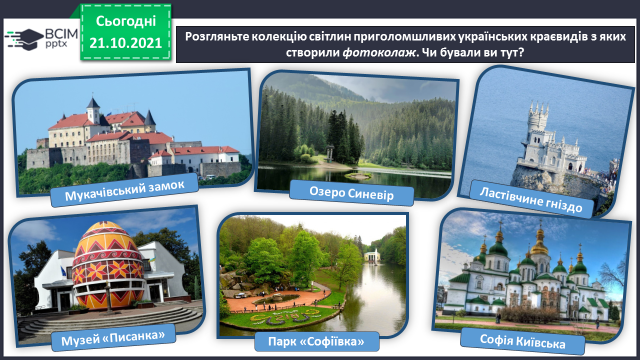 ВСІМ
pptx
Сьогодні
21.10.2021
Розгляньте колекцію світлин приголомшливих українських краєвидів з яких
створили фотоколаж. Чи бували ви тут?
Мукачівський замок
Озеро Синевір
Ластівчине гніздо
Музей «Писанка»
Парк «Софіївка»
Софія Київська